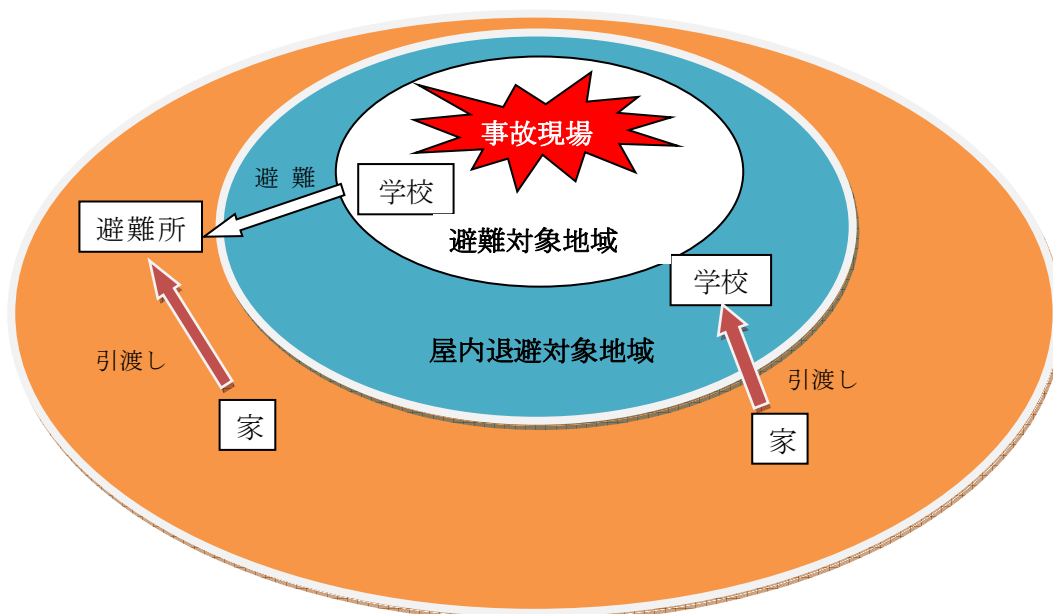 事故現場
避 難
学校
避難所
避難対象地域
学校
屋内退避対象地域
引渡し
引渡し
家
家